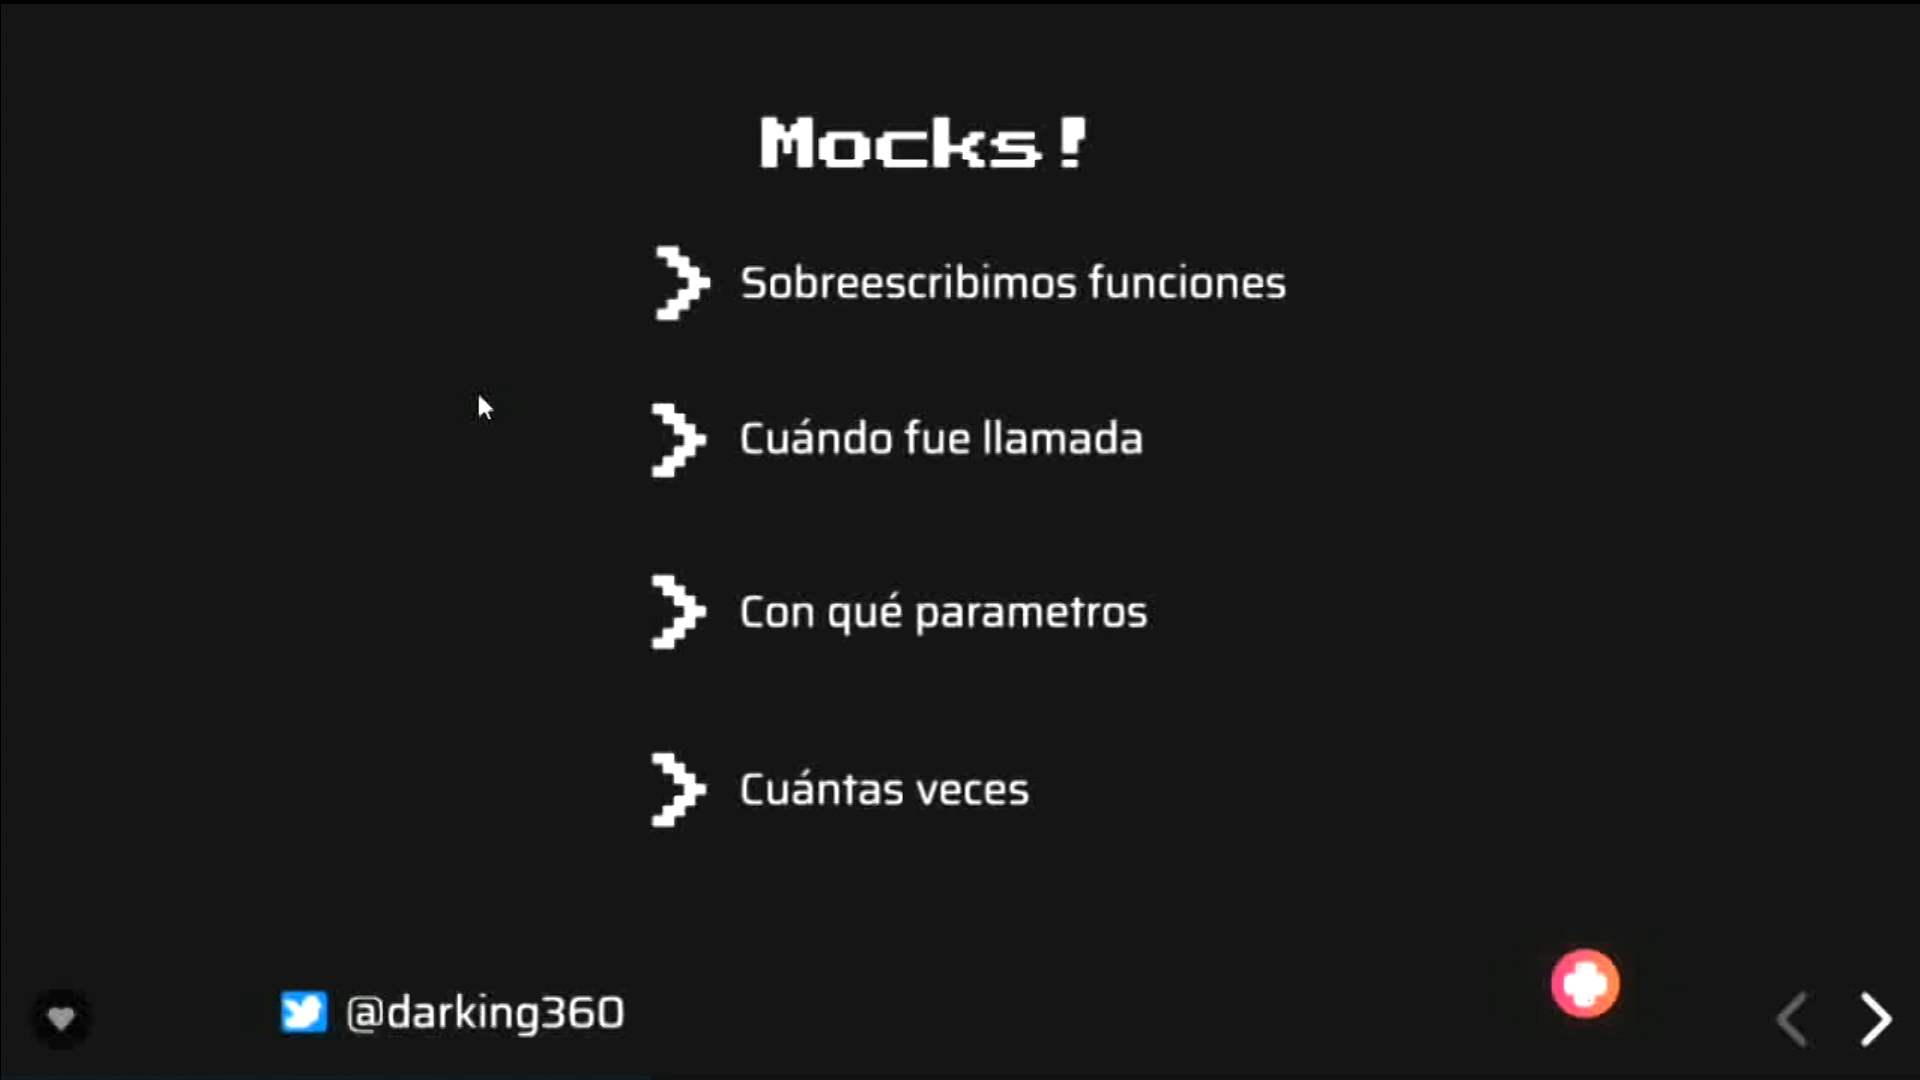 Mocks!
Sobreescribimos funciones
Cuándo fue llamada
Con qué parametros
Cuántas veces
@darking360